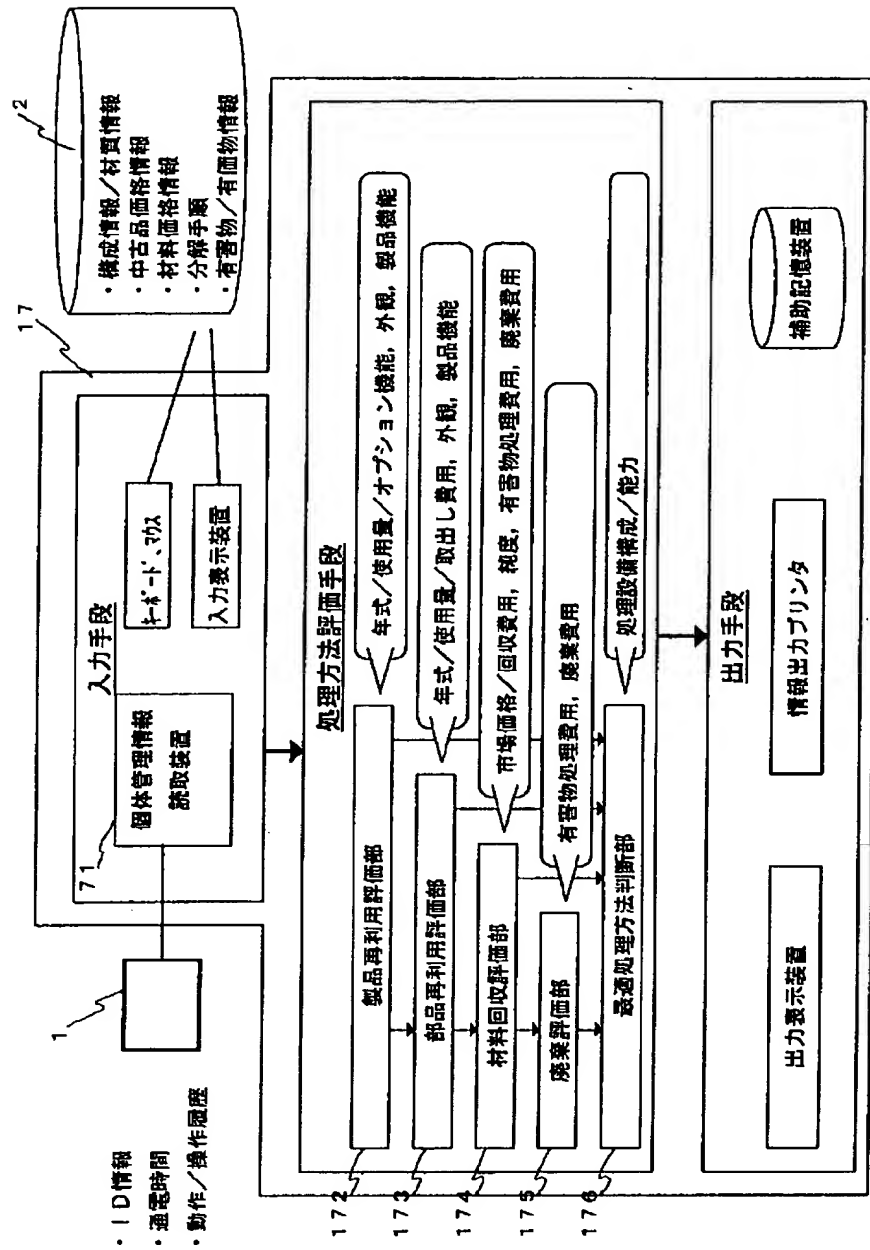 ・ID情報
・通電時間
・動作/操作履歴
1
71
入力手段
個体管理情報
読取装置
キーボード、マウス
入力表示装置
17
2
・構成情報/材質情報
・中古品価格情報
・材料価格情報
・分解手順
・有害物/有価物情報
処理方法評価手段
172
製品再利用評価部
年式/使用量/オプション機能,外観,製品機能
173
部品再利用評価部
年式/使用量/取出し費用,外観,製品機能
174
材料回収評価部
市場価格/回収費用,純度,有害物処理費用,廃棄費用
175
廃棄評価部
有害物処理費用,廃棄費用
176
最適処理方法判断部
処理設備構成/能力
出力手段
出力表示装置
情報出力プリンタ
補助記憶装置